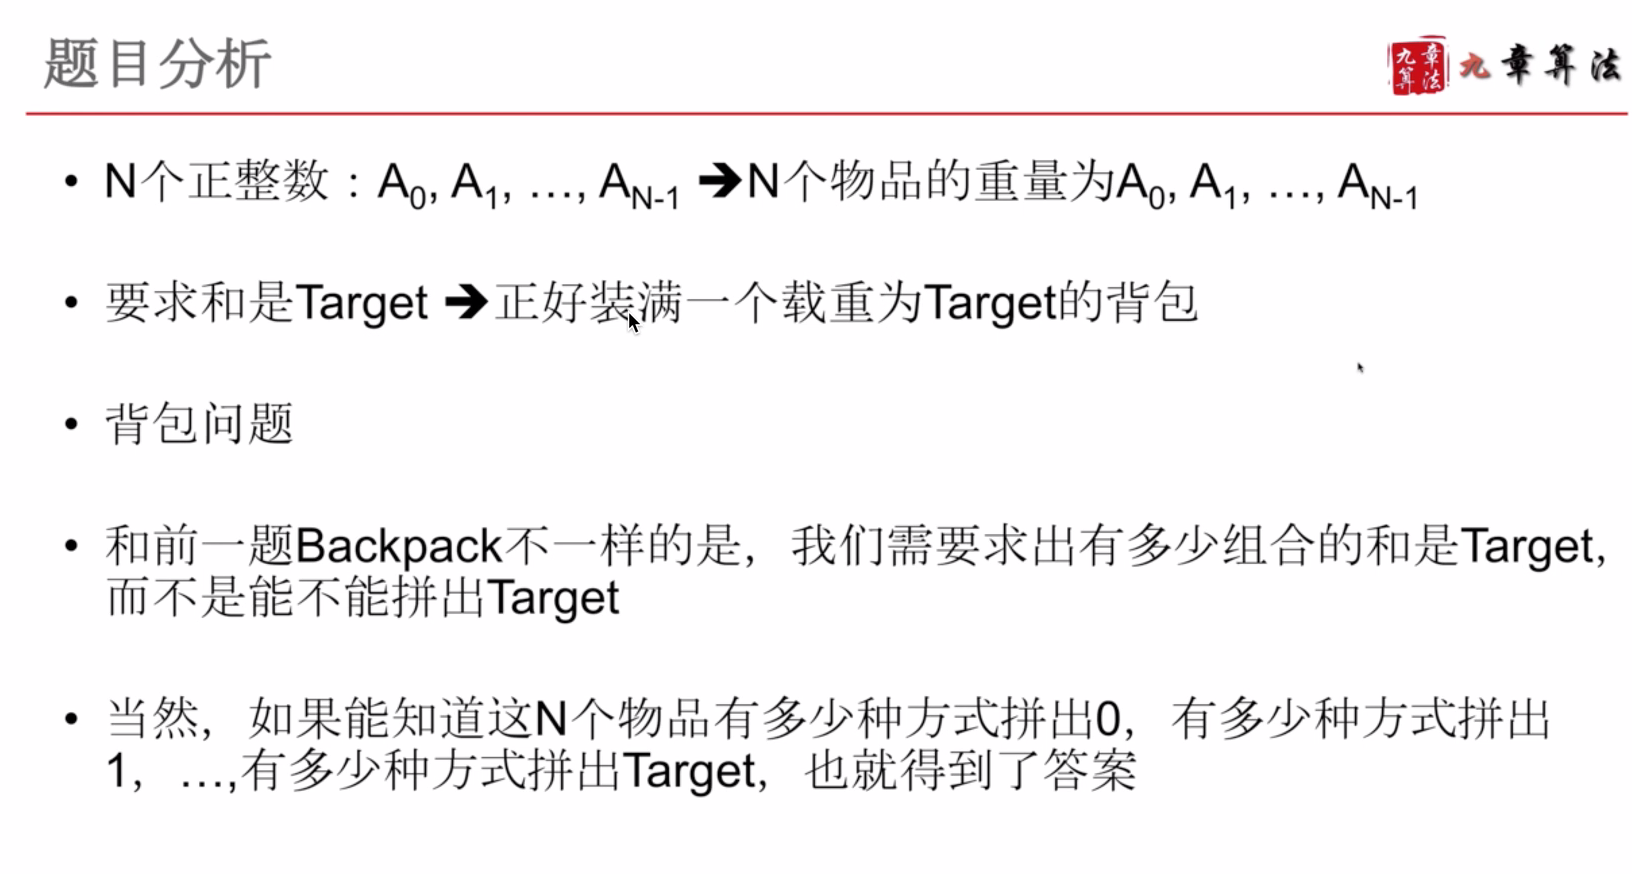 题目分析
九章算法 九章算法
• N个正整数：A0, A1, …, AN-1 ➔N个物品的重量为A0, A1, …, AN-1
• 要求和是Target ➔正好装满一个载重为Target的背包
• 背包问题
• 和前一题Backpack不一样的是，我们需要求出有多少组合的和是Target，
而不是能不能拼出Target
• 当然，如果能知道这N个物品有多少种方式拼出0，有多少种方式拼出
1，…,有多少种方式拼出Target，也就得到了答案